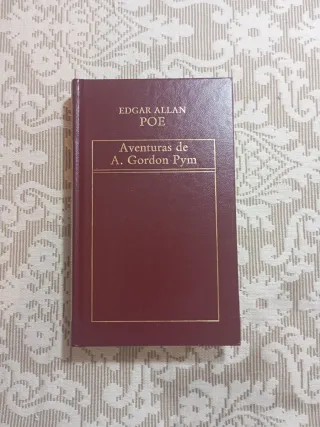 EDGAR ALLAN
POE
Aventuras de
A. Gordon Pym